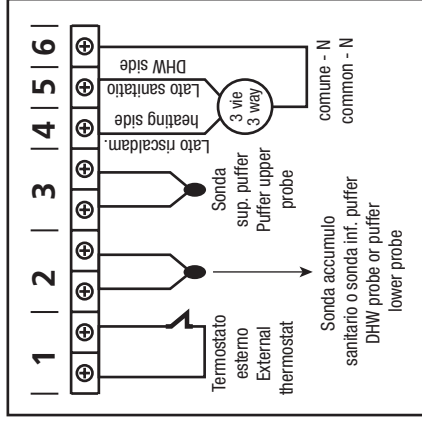 1
2
3
4
5
6
Termostato
esterno
External
thermostat
Sonda accumulo
sanitario o sonda inf. puffer
DHW probe or puffer
lower probe
Sonda
sup. puffer
Puffer upper
probe
Lato riscaldam.
heating side
Lato sanitatio
DHW side
3 vie
3 way
comune - N
common - N